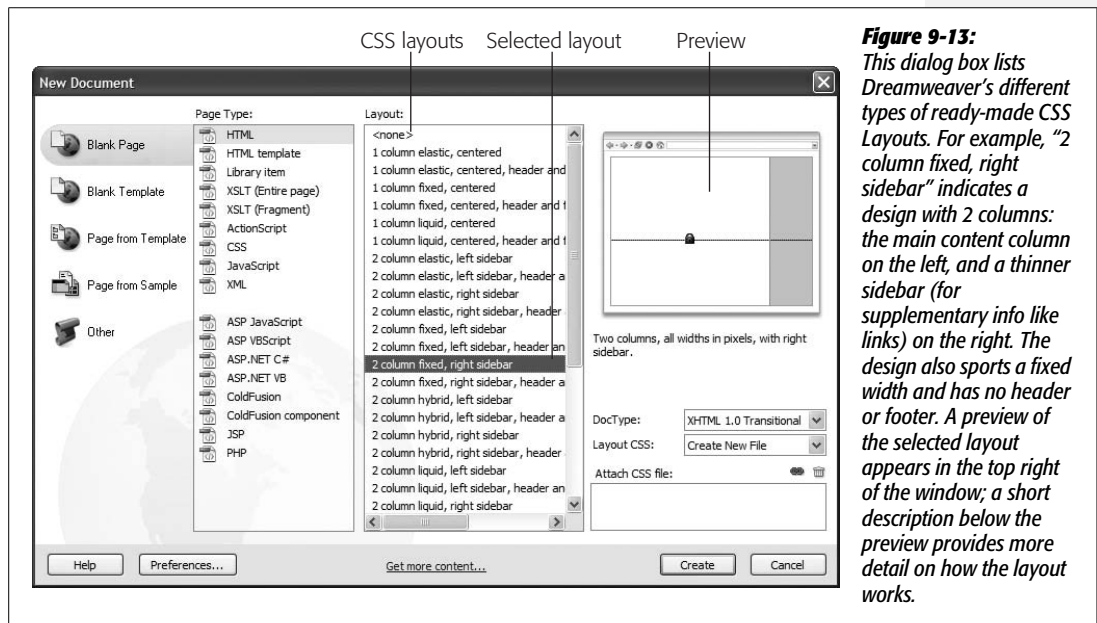 CSS layouts Selected layout Preview
New Document
Blank Page
Blank Template
Page from Template
Page from Sample
Other
Page Type:
HTML
HTML template
Library item
XSLT (Entire page)
XSLT (Fragment)
ActionScript
CSS
JavaScript
XML
ASP JavaScript
ASP VBScript
ASP.NET C#
ASP.NET VB
ColdFusion
ColdFusion component
JSP
PHP
Layout:
<none>
1 column elastic, centered
1 column elastic, centered, header and
1 column fixed, centered
1 column fixed, centered, header and f
1 column liquid, centered
1 column liquid, centered, header and f
2 column elastic, left sidebar
2 column elastic, left sidebar, header a
2 column elastic, right sidebar
2 column elastic, right sidebar, header
2 column fixed, left sidebar
2 column fixed, left sidebar, header an
2 column fixed, right sidebar
2 column fixed, right sidebar, header a
2 column hybrid, left sidebar
2 column hybrid, left sidebar, header a
2 column hybrid, right sidebar
2 column hybrid, right sidebar, header
2 column liquid, left sidebar
2 column liquid, left sidebar, header an
2 column liquid, right sidebar
Two columns, all widths in pixels, with right
sidebar.
DocType: XHTML 1.0 Transitional
Layout CSS: Create New File
Attach CSS file:
Help Preferences... Get more content... Create Cancel
Figure 9-13:
This dialog box lists
Dreamweaver's different
types of ready-made CSS
Layouts. For example, “2
column fixed, right
sidebar” indicates a
design with 2 columns:
the main content column
on the left, and a thinner
sidebar (for
supplementary info like
links) on the right. The
design also sports a fixed
width and has no header
or footer. A preview of
the selected layout
appears in the top right
of the window; a short
description below the
preview provides more
detail on how the layout
works.